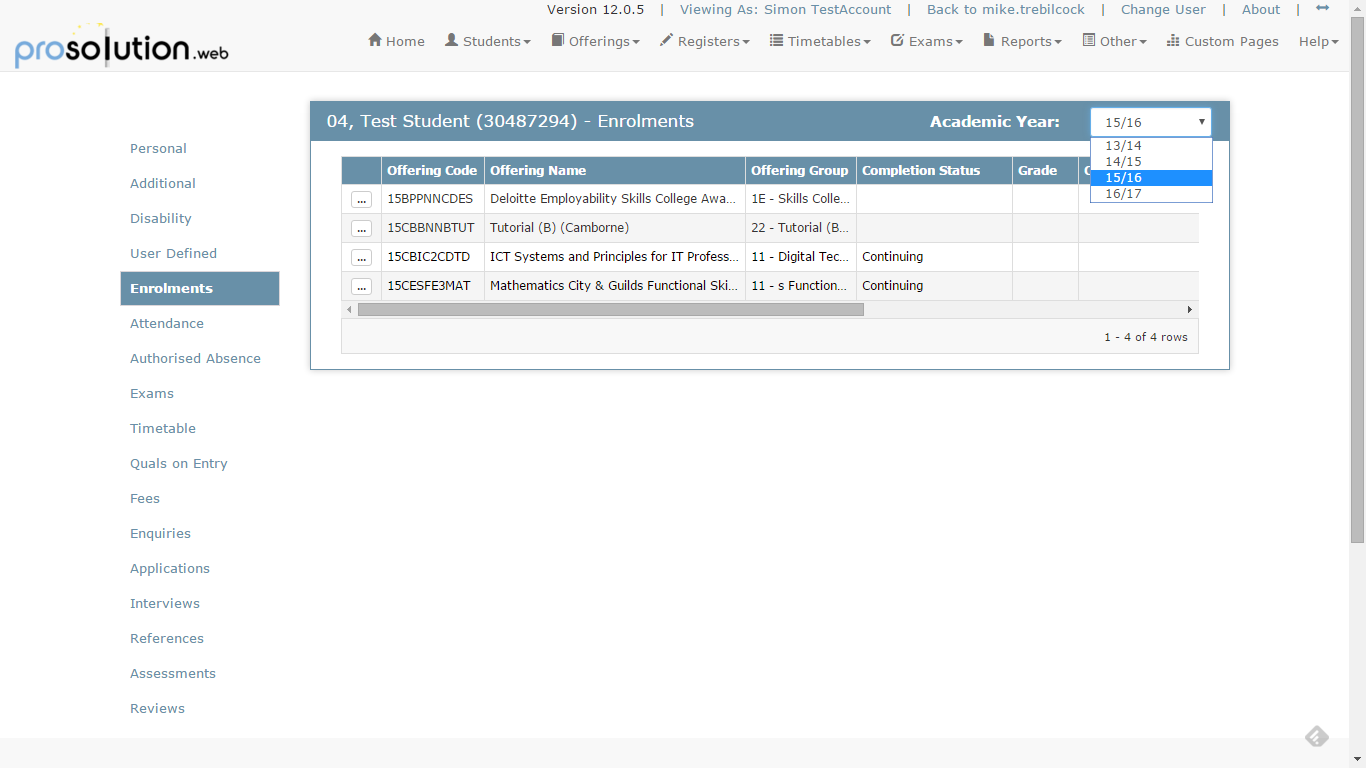 Version 12.0.5 | Viewing As: Simon TestAccount | Back to mike.trebilcock | Change User | About |
prosolution.web
Home Students Offerings Registers Timetables Exams Reports Other Custom Pages Help
04, Test Student (30487294) - Enrolments Academic Year: 15/16
13/14
14/15
15/16
16/17
Offering Code Offering Name Offering Group Completion Status Grade
... 15BPPNNCDES Deloitte Employability Skills College Awa... 1E - Skills Colle...
... 15CBBNNBTUT Tutorial (B) (Camborne) 22 - Tutorial (B...
... 15CBIC2CDTD ICT Systems and Principles for IT Profess... 11 - Digital Tec... Continuing
... 15CESFE3MAT Mathematics City & Guilds Functional Ski... 11 - s Function... Continuing
1 - 4 of 4 rows
Personal
Additional
Disability
User Defined
Enrolments
Attendance
Authorised Absence
Exams
Timetable
Quals on Entry
Fees
Enquiries
Applications
Interviews
References
Assessments
Reviews